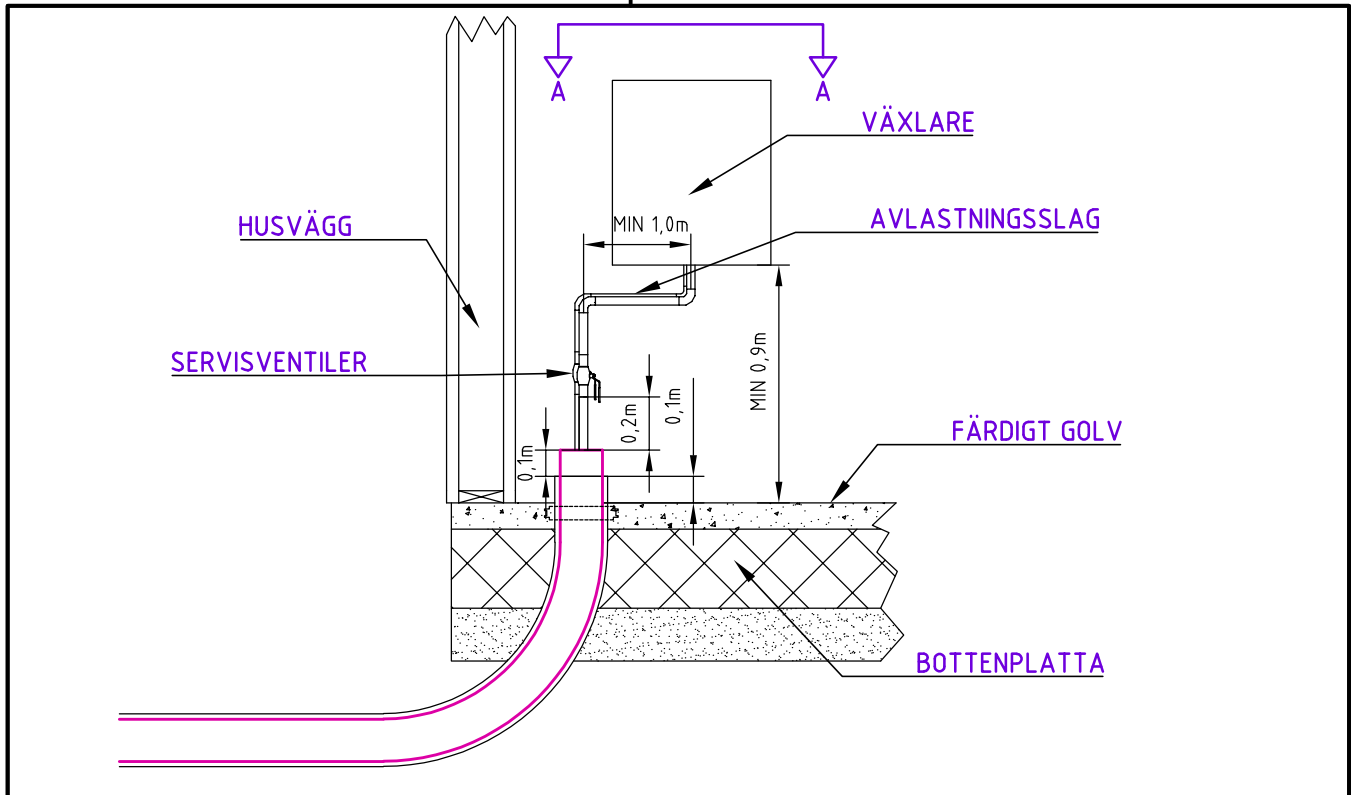 A
A
VÄXLARE
MIN 1,0m
AVLASTNINGSSLAG
HUSVÄGG
SERVISVENTILER
MIN 0,9m
0,1m
0,2m
0,1m
FÄRDIGT GOLV
BOTTENPLATTA